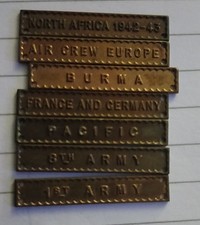 NORTH AFRICA 1942-43
AIR CREW EUROPE
BURMA
FRANCE AND GERMANY
PACIFIC
8TH ARMY
1ST ARMY